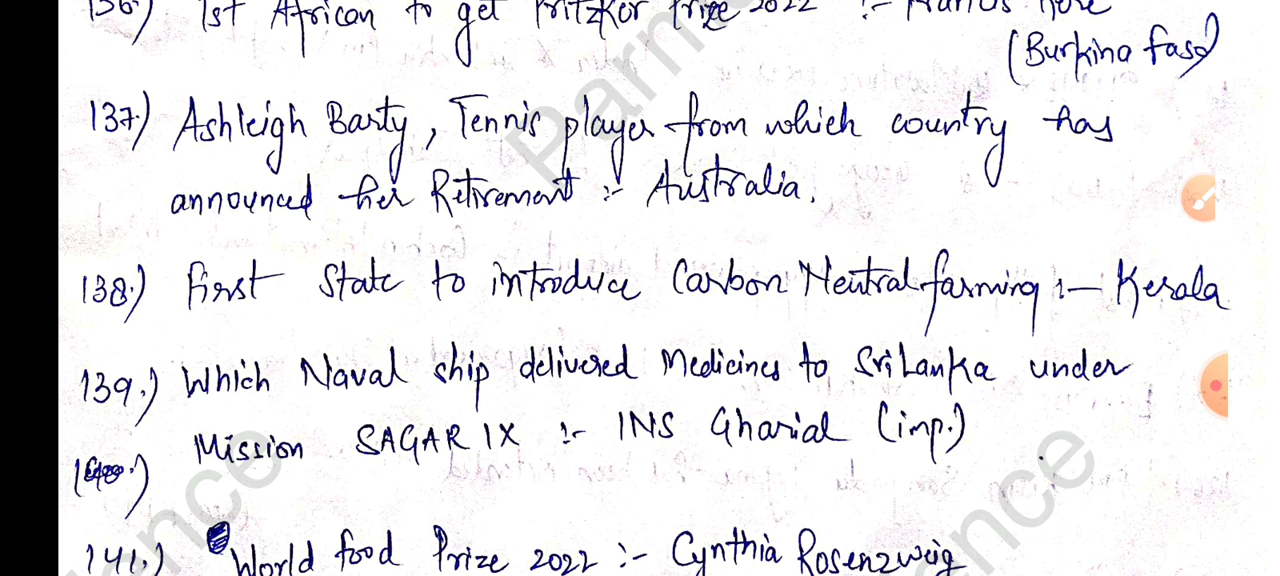 136.) 1st African to get Pritzker Prize 2022 :-
(Burkina faso)
137.) Ashleigh Barty, Tennis player from which country has
announced her Retirement :- Australia.
138.) first State to introduce Carbon Neutral farming :- Kerala
139.) Which Naval ship delivered Medicines to SriLanka under
Mission SAGAR IX :- INS Gharial (imp.)
141.) World food Prize 2022 :- Cynthia Rosenzweig